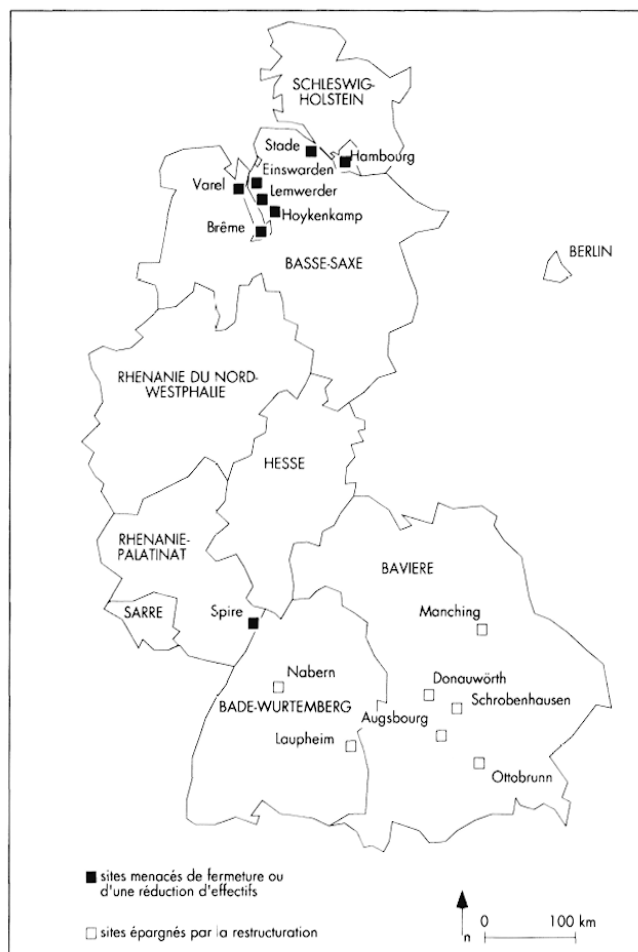 SCHLESWIG-
HOLSTEIN
Stade
Hambourg
Einswarden
Varel
Lemwerder
Hoykenkamp
Brême
BERLIN
BASSE-SAXE
RHENANIE DU NORD-
WESTPHALIE
HESSE
RHENANIE-
PALATINAT
BAVIERE
SARRE
Spire
Manching
Nabern
Donauwörth
BADE-WURTEMBERG
Schrobenhausen
Augsbourg
Laupheim
Ottobrunn
sites menacés de fermeture ou
d'une réduction d'effectifs
sites épargnés par la restructuration
n
0 100 km